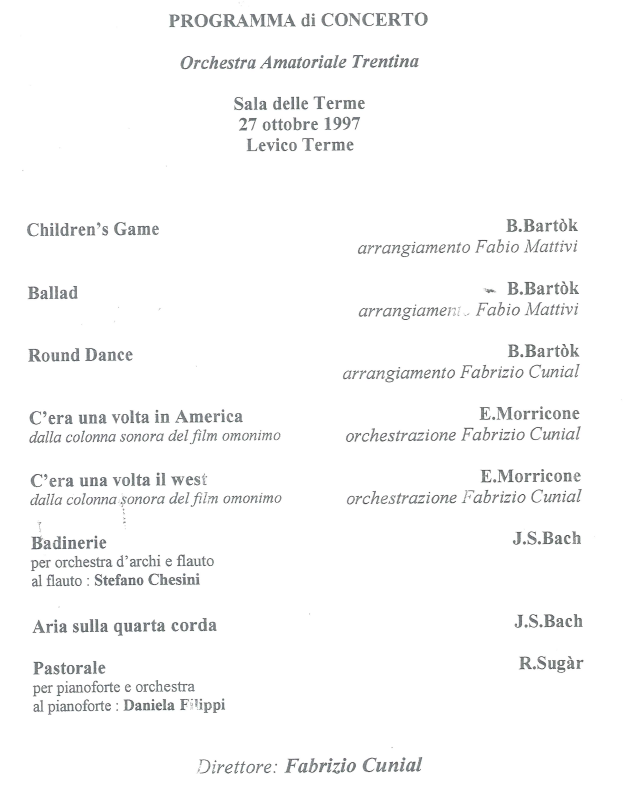 PROGRAMMA di CONCERTO
Orchestra Amatoriale Trentina
Sala delle Terme
27 ottobre 1997
Levico Terme
Children's Game B.Bartòk
arrangiamento Fabio Mattivi
Ballad B.Bartòk
arrangiamento Fabio Mattivi
Round Dance B.Bartòk
arrangiamento Fabrizio Cunial
C'era una volta in America E.Morricone
dalla colonna sonora del film omonimo orchestrazione Fabrizio Cunial
C'era una volta il west E.Morricone
dalla colonna sonora del film omonimo orchestrazione Fabrizio Cunial
Badinerie J.S.Bach
per orchestra d'archi e flauto
al flauto : Stefano Chesini
Aria sulla quarta corda J.S.Bach
Pastorale R.Sugàr
per pianoforte e orchestra
al pianoforte : Daniela Filippi
Direttore: Fabrizio Cunial